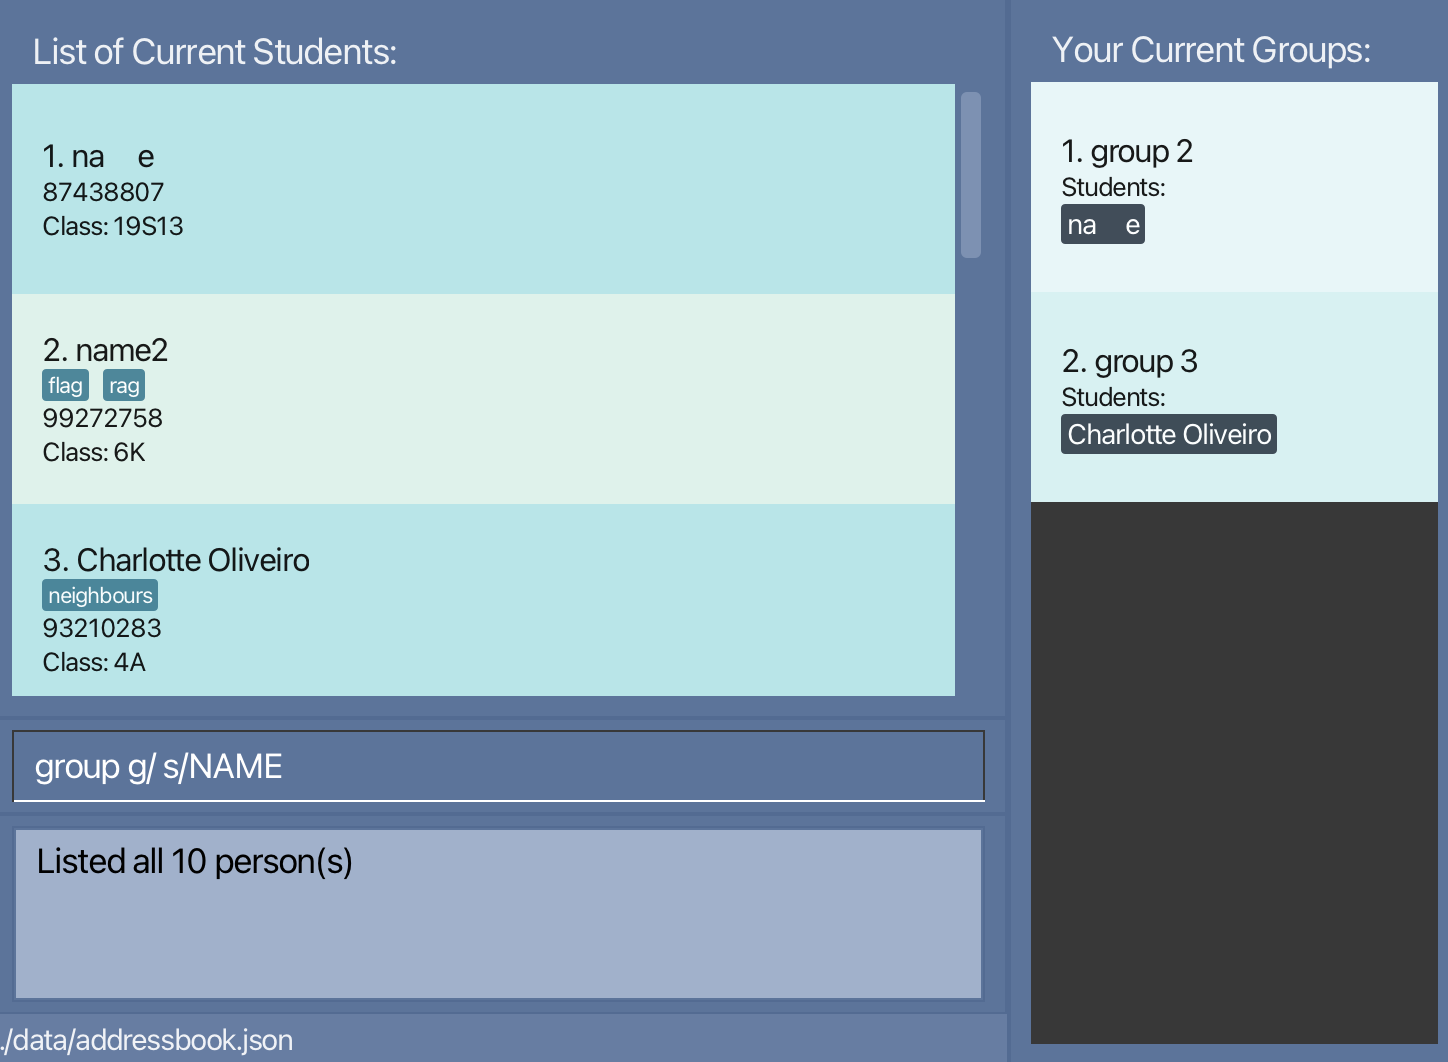 List of Current Students:
1. na    e
87438807
Class: 19S13
2. name2
flag rag
99272758
Class: 6K
3. Charlotte Oliveiro
neighbours
93210283
Class: 4A
group g/ s/NAME
Listed all 10 person(s)
./data/addressbook.json
Your Current Groups:
1. group 2
Students:
na    e
2. group 3
Students:
Charlotte Oliveiro